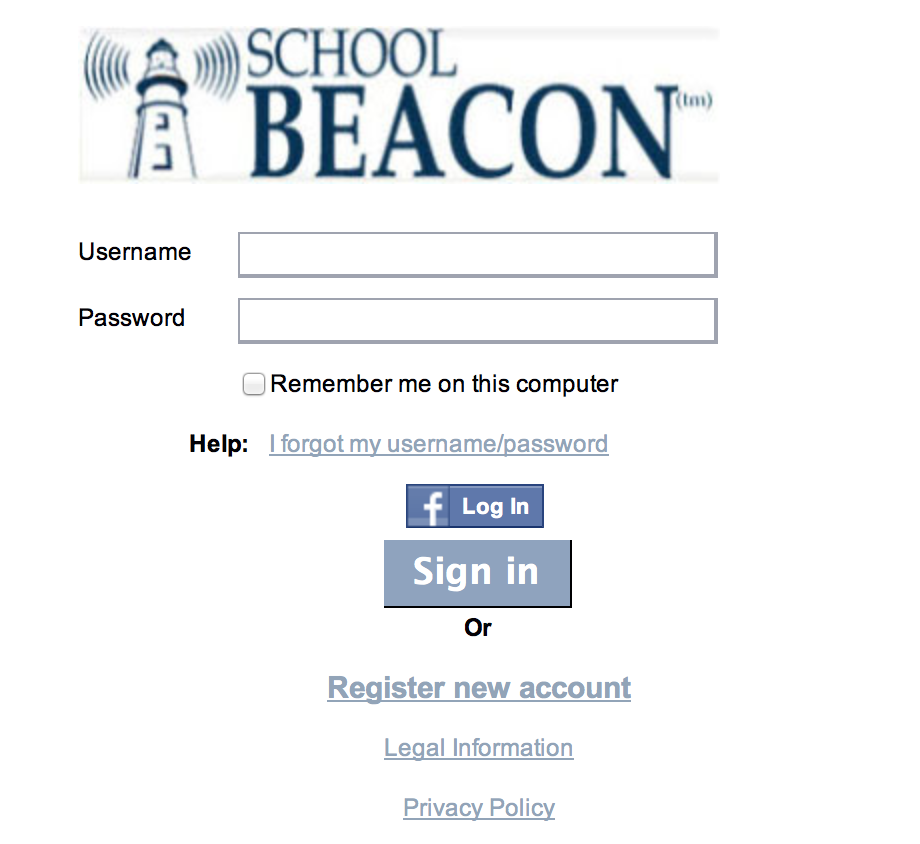 SCHOOL
BEACON(tm)
Username
Password
Remember me on this computer
Help: I forgot my username/password
f Log In
Sign in
Or
Register new account
Legal Information
Privacy Policy